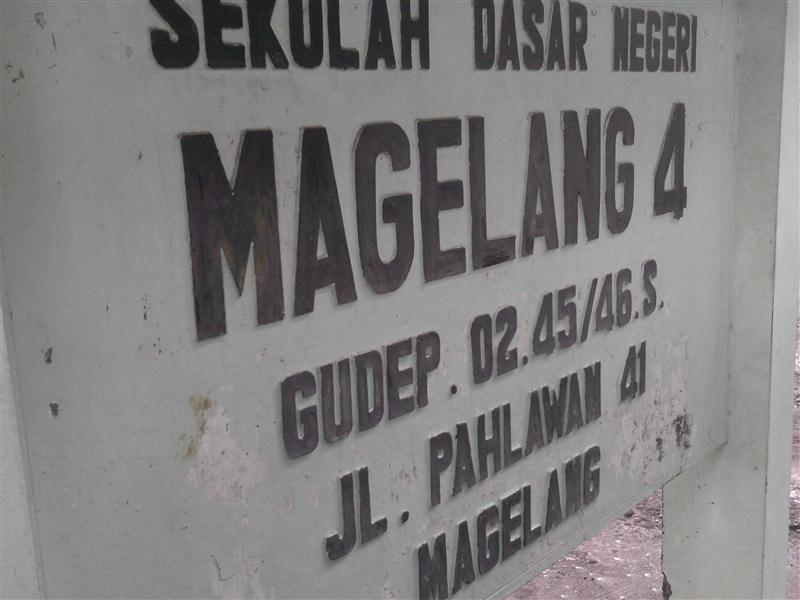 SEKOLAH DASAR NEGERI
MAGELANG 4
GUDEP. 02.45/46.S.
JL. PAHLAWAN 41
MAGELANG